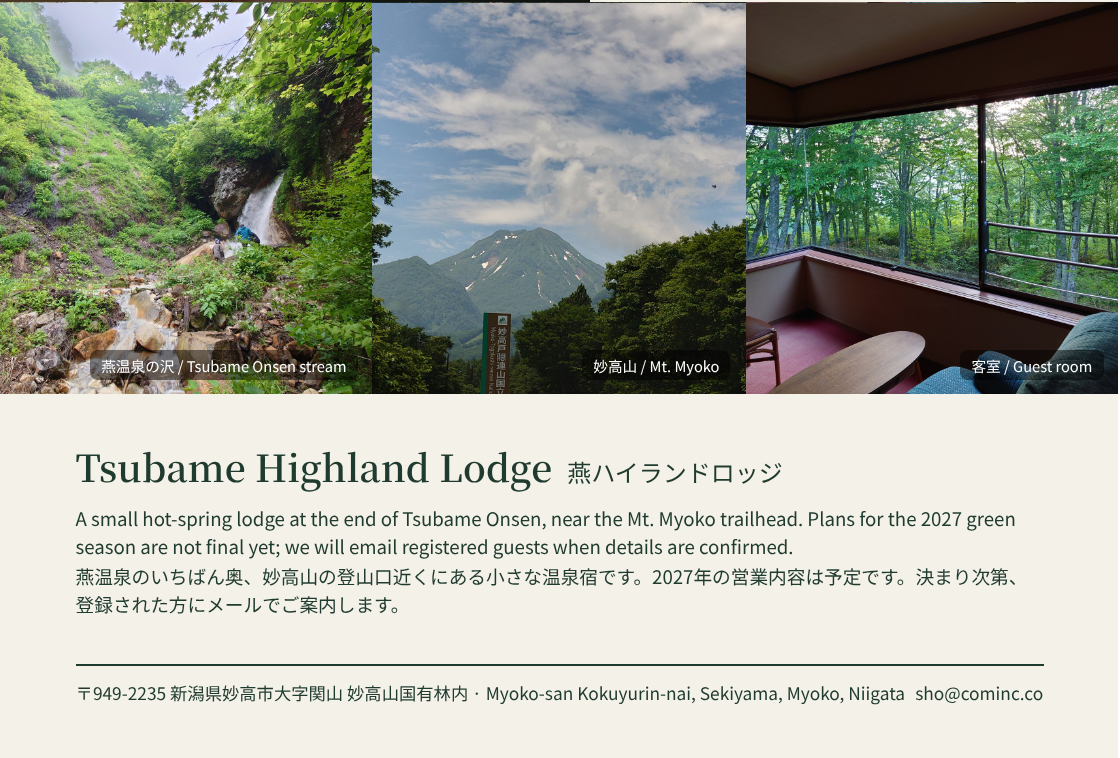 燕温泉の沢 / Tsubame Onsen stream
妙高戸隠連山国立
妙高山 / Mt. Myoko
客室 / Guest room
Tsubame Highland Lodge 燕ハイランドロッジ
A small hot-spring lodge at the end of Tsubame Onsen, near the Mt. Myoko trailhead. Plans for the 2027 green
season are not final yet; we will email registered guests when details are confirmed.
燕温泉のいちばん奥、妙高山の登山口近くにある小さな温泉宿です。2027年の営業内容は予定です。決まり次第、
登録された方にメールでご案内します。
〒949-2235 新潟県妙高市大字関山 妙高山国有林内 · Myoko-san Kokuyurin-nai, Sekiyama, Myoko, Niigata sho@cominc.co